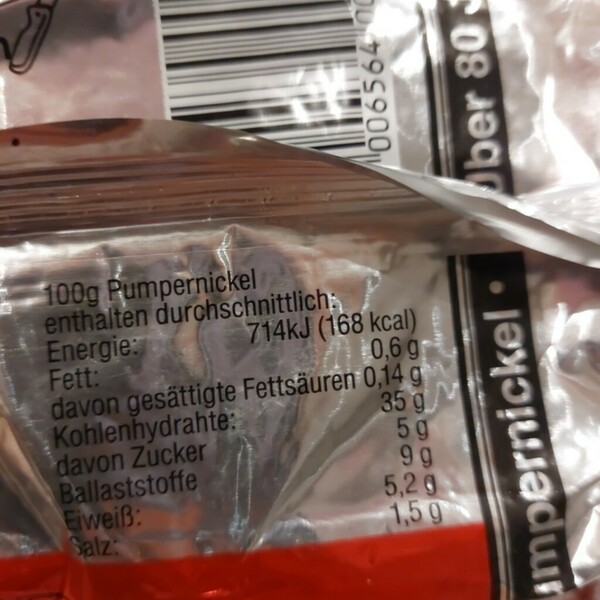 0065640
über 80 J
100g Pumpernickel
enthalten durchschnittlich:
Energie: 714kJ (168 kcal)
Fett: 0,6 g
davon gesättigte Fettsäuren 0,14 g
Kohlenhydrahte: 35 g
davon Zucker 5 g
Ballaststoffe 9 g
Eiweiß: 5,2 g
Salz: 1,5 g
umpernickel •